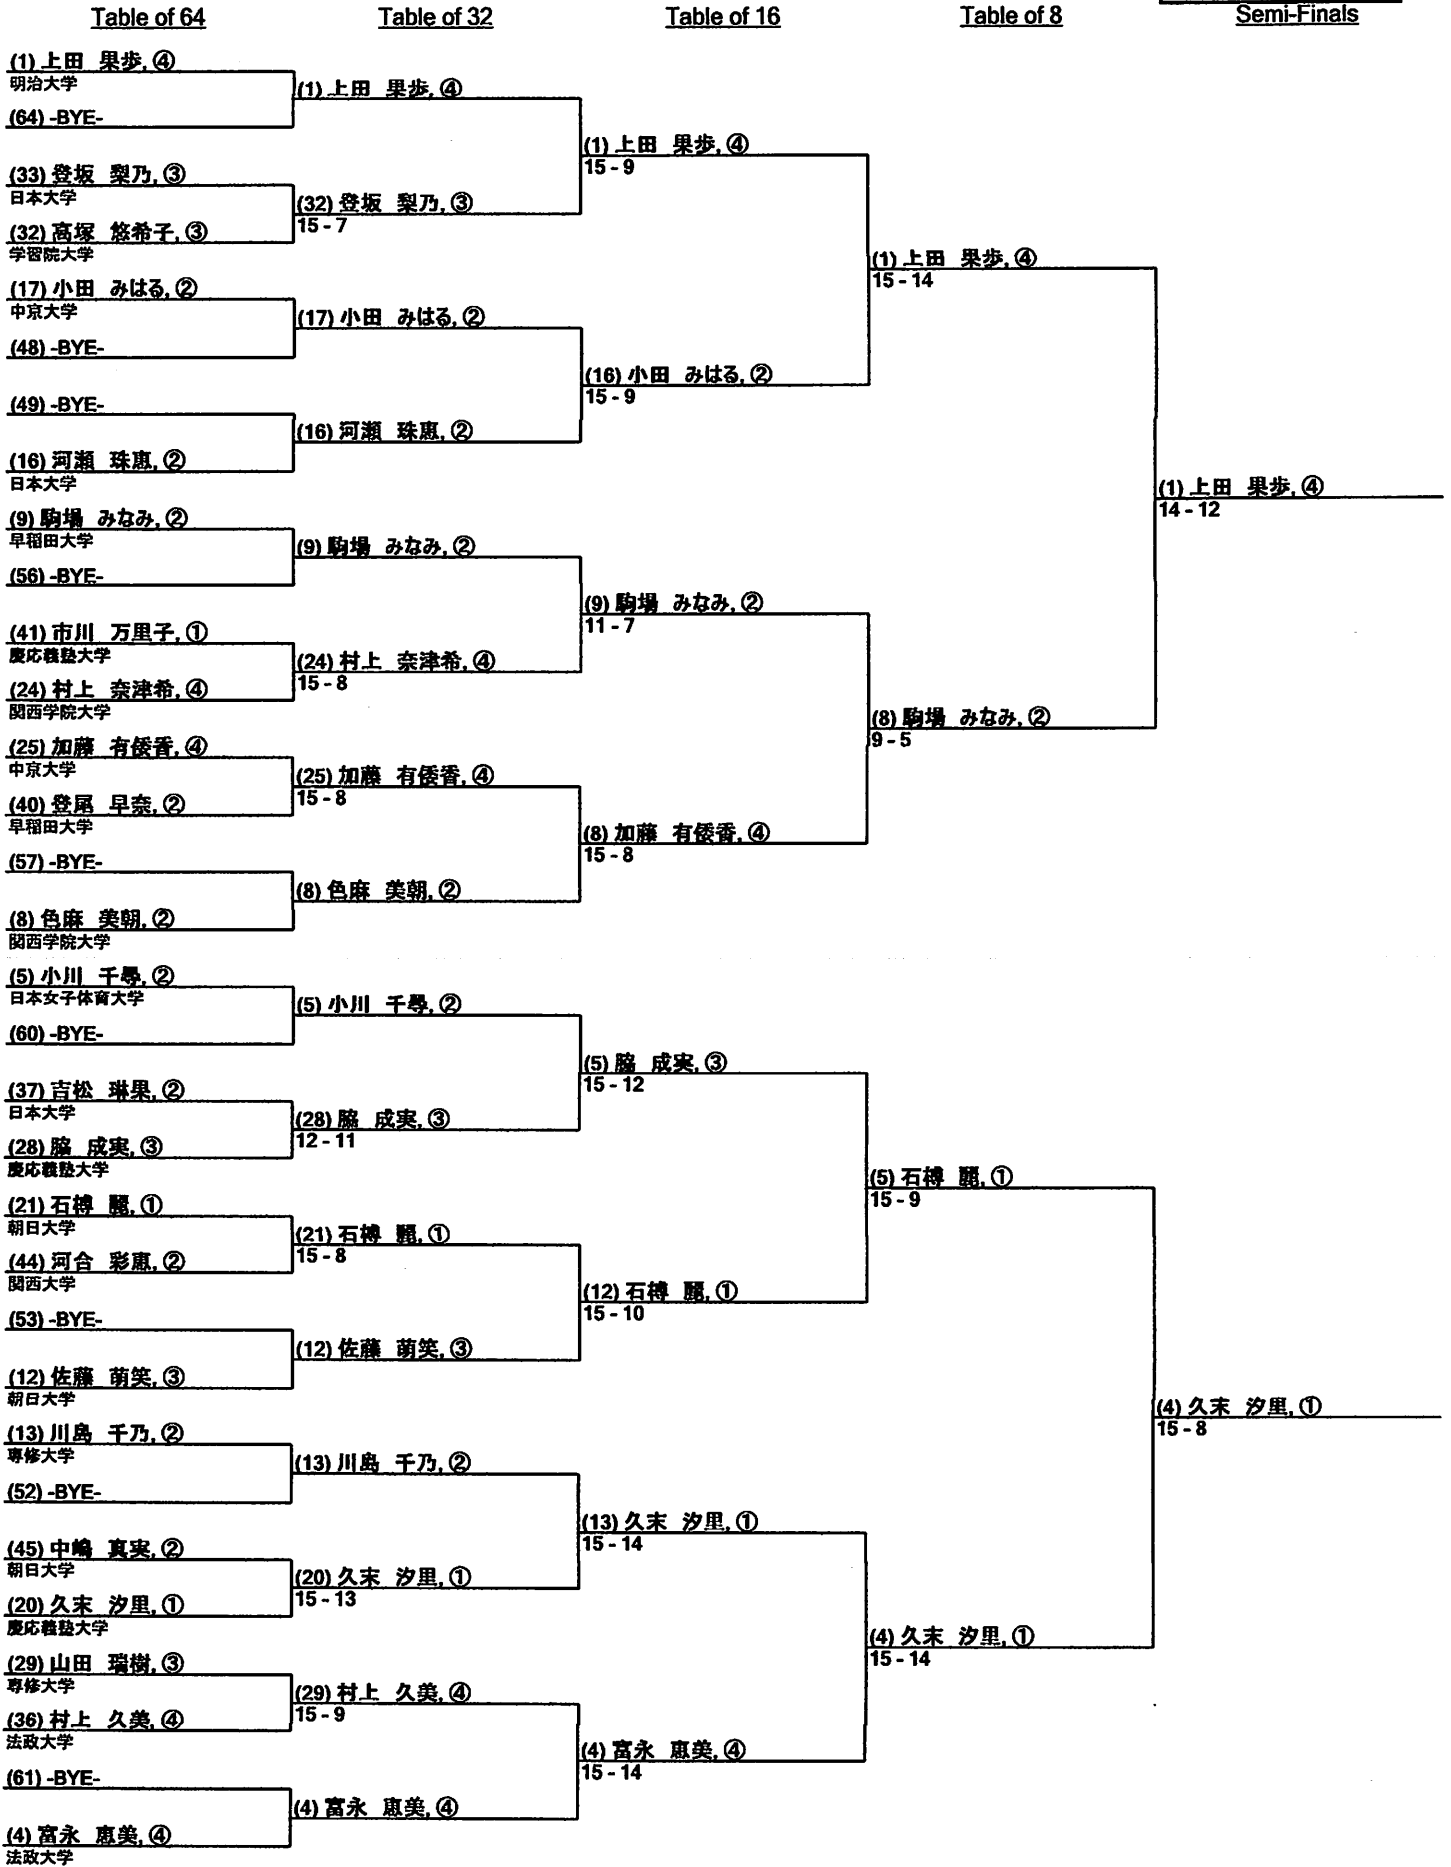 Table of 64
Table of 32
Table of 16
Table of 8
Semi-Finals
(1) 上田 果歩, ④
明治大学
(64) -BYE-
(33) 登坂 梨乃, ③
日本大学
(32) 高塚 悠希子, ③
学習院大学
(17) 小田 みはる, ②
中京大学
(48) -BYE-
(49) -BYE-
(16) 河瀬 珠恵, ②
日本大学
(9) 駒場 みなみ, ②
早稲田大学
(56) -BYE-
(41) 市川 万里子, ①
慶応義塾大学
(24) 村上 奈津希, ④
関西学院大学
(25) 加藤 有倭香, ④
中京大学
(40) 登尾 早奈, ②
早稲田大学
(57) -BYE-
(8) 色麻 美朝, ②
関西学院大学
(5) 小川 千尋, ②
日本女子体育大学
(60) -BYE-
(37) 吉松 琳果, ②
日本大学
(28) 脇 成実, ③
慶応義塾大学
(21) 石榑 麗, ①
朝日大学
(44) 河合 彩恵, ②
関西大学
(53) -BYE-
(12) 佐藤 萌笑, ③
朝日大学
(13) 川島 千乃, ②
専修大学
(52) -BYE-
(45) 中嶋 真実, ②
朝日大学
(20) 久末 汐里, ①
慶応義塾大学
(29) 山田 瑞樹, ③
専修大学
(36) 村上 久美, ④
法政大学
(61) -BYE-
(4) 富永 恵美, ④
法政大学
(1) 上田 果歩, ④
(32) 登坂 梨乃, ③
15 - 7
(17) 小田 みはる, ②
(16) 河瀬 珠恵, ②
(9) 駒場 みなみ, ②
(24) 村上 奈津希, ④
15 - 8
(25) 加藤 有倭香, ④
15 - 8
(8) 色麻 美朝, ②
(5) 小川 千尋, ②
(28) 脇 成実, ③
12 - 11
(21) 石榑 麗, ①
15 - 8
(12) 佐藤 萌笑, ③
(13) 川島 千乃, ②
(20) 久末 汐里, ①
15 - 13
(29) 村上 久美, ④
15 - 9
(4) 富永 恵美, ④
(1) 上田 果歩, ④
15 - 9
(16) 小田 みはる, ②
15 - 9
(9) 駒場 みなみ, ②
11 - 7
(8) 加藤 有倭香, ④
15 - 8
(5) 脇 成実, ③
15 - 12
(12) 石榑 麗, ①
15 - 10
(13) 久末 汐里, ①
15 - 14
(4) 富永 恵美, ④
15 - 14
(1) 上田 果歩, ④
15 - 14
(8) 駒場 みなみ, ②
9 - 5
(5) 石榑 麗, ①
15 - 9
(4) 久末 汐里, ①
15 - 14
(1) 上田 果歩, ④
14 - 12
(4) 久末 汐里, ①
15 - 8